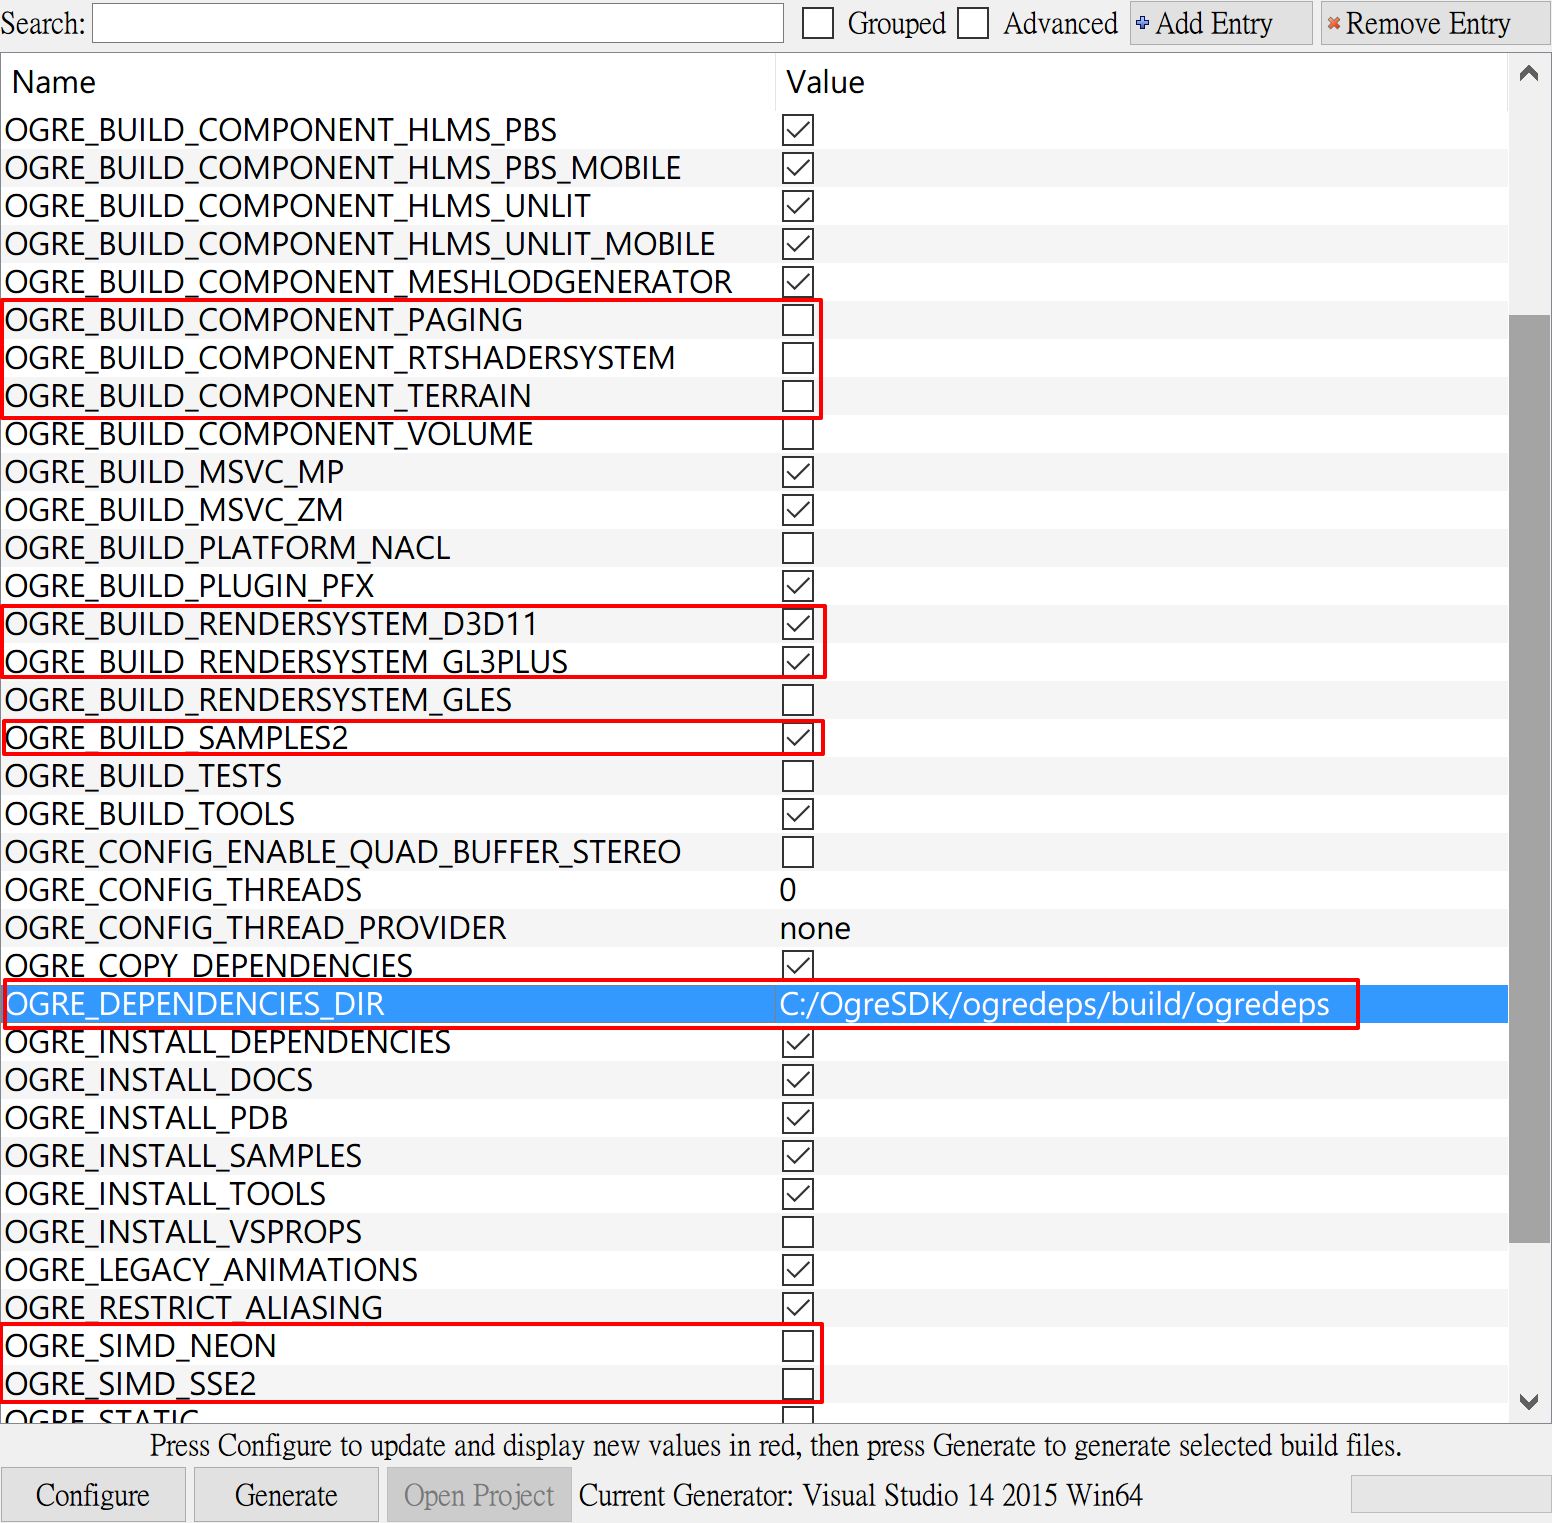 Search: Grouped Advanced Add Entry Remove Entry
Name Value
OGRE_BUILD_COMPONENT_HLMS_PBS
OGRE_BUILD_COMPONENT_HLMS_PBS_MOBILE
OGRE_BUILD_COMPONENT_HLMS_UNLIT
OGRE_BUILD_COMPONENT_HLMS_UNLIT_MOBILE
OGRE_BUILD_COMPONENT_MESHLODGENERATOR
OGRE_BUILD_COMPONENT_PAGING
OGRE_BUILD_COMPONENT_RTSHADERSYSTEM
OGRE_BUILD_COMPONENT_TERRAIN
OGRE_BUILD_COMPONENT_VOLUME
OGRE_BUILD_MSVC_MP
OGRE_BUILD_MSVC_ZM
OGRE_BUILD_PLATFORM_NACL
OGRE_BUILD_PLUGIN_PFX
OGRE_BUILD_RENDERSYSTEM_D3D11
OGRE_BUILD_RENDERSYSTEM_GL3PLUS
OGRE_BUILD_RENDERSYSTEM_GLES
OGRE_BUILD_SAMPLES2
OGRE_BUILD_TESTS
OGRE_BUILD_TOOLS
OGRE_CONFIG_ENABLE_QUAD_BUFFER_STEREO
OGRE_CONFIG_THREADS 0
OGRE_CONFIG_THREAD_PROVIDER none
OGRE_COPY_DEPENDENCIES
OGRE_DEPENDENCIES_DIR C:/OgreSDK/ogredeps/build/ogredeps
OGRE_INSTALL_DEPENDENCIES
OGRE_INSTALL_DOCS
OGRE_INSTALL_PDB
OGRE_INSTALL_SAMPLES
OGRE_INSTALL_TOOLS
OGRE_INSTALL_VSPROPS
OGRE_LEGACY_ANIMATIONS
OGRE_RESTRICT_ALIASING
OGRE_SIMD_NEON
OGRE_SIMD_SSE2
OGRE_STATIC
Press Configure to update and display new values in red, then press Generate to generate selected build files.
Configure Generate Open Project Current Generator: Visual Studio 14 2015 Win64